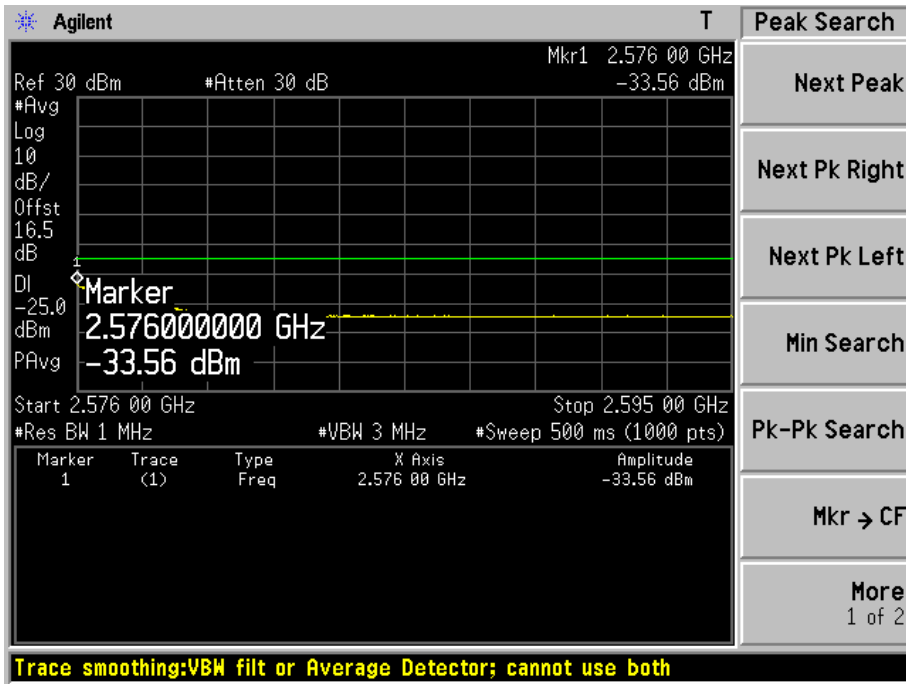 Agilent T Peak Search
Mkr1 2.576 00 GHz
Ref 30 dBm #Atten 30 dB -33.56 dBm
#Avg
Log
10
dB/
Offst
16.5
dB
DI
-25.0
dBm
PAvg
1
Marker
2.576000000 GHz
-33.56 dBm
Start 2.576 00 GHz Stop 2.595 00 GHz
#Res BW 1 MHz #VBW 3 MHz #Sweep 500 ms (1000 pts)
Marker Trace Type X Axis Amplitude
1 (1) Freq 2.576 00 GHz -33.56 dBm
Next Peak
Next Pk Right
Next Pk Left
Min Search
Pk-Pk Search
Mkr → CF
More
1 of 2
Trace smoothing:VBW filt or Average Detector; cannot use both